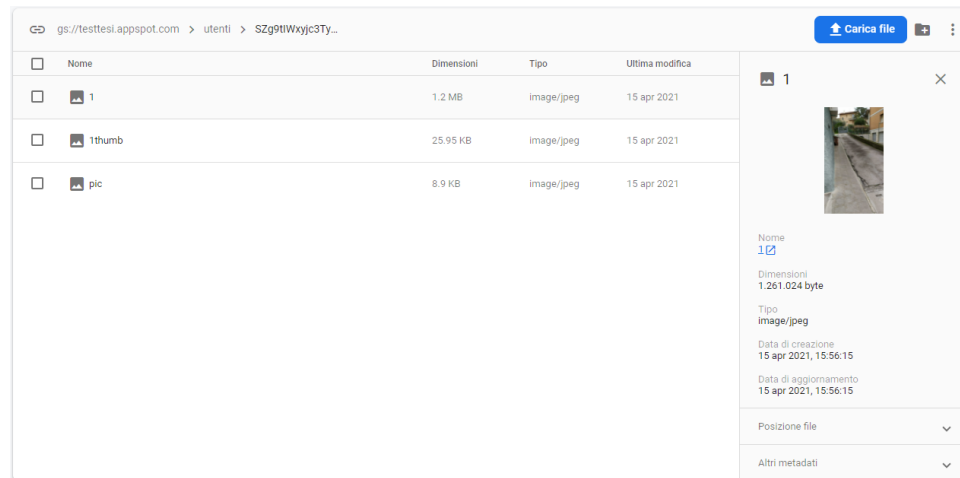 gs://testtesi.appspot.com > utenti > SZg9tIWxyjc3Ty… Carica file
Nome Dimensioni Tipo Ultima modifica
1 1.2 MB image/jpeg 15 apr 2021
1thumb 25.95 KB image/jpeg 15 apr 2021
pic 8.9 KB image/jpeg 15 apr 2021
1
Nome
1
Dimensioni
1.261.024 byte
Tipo
image/jpeg
Data di creazione
15 apr 2021, 15:56:15
Data di aggiornamento
15 apr 2021, 15:56:15
Posizione file
Altri metadati